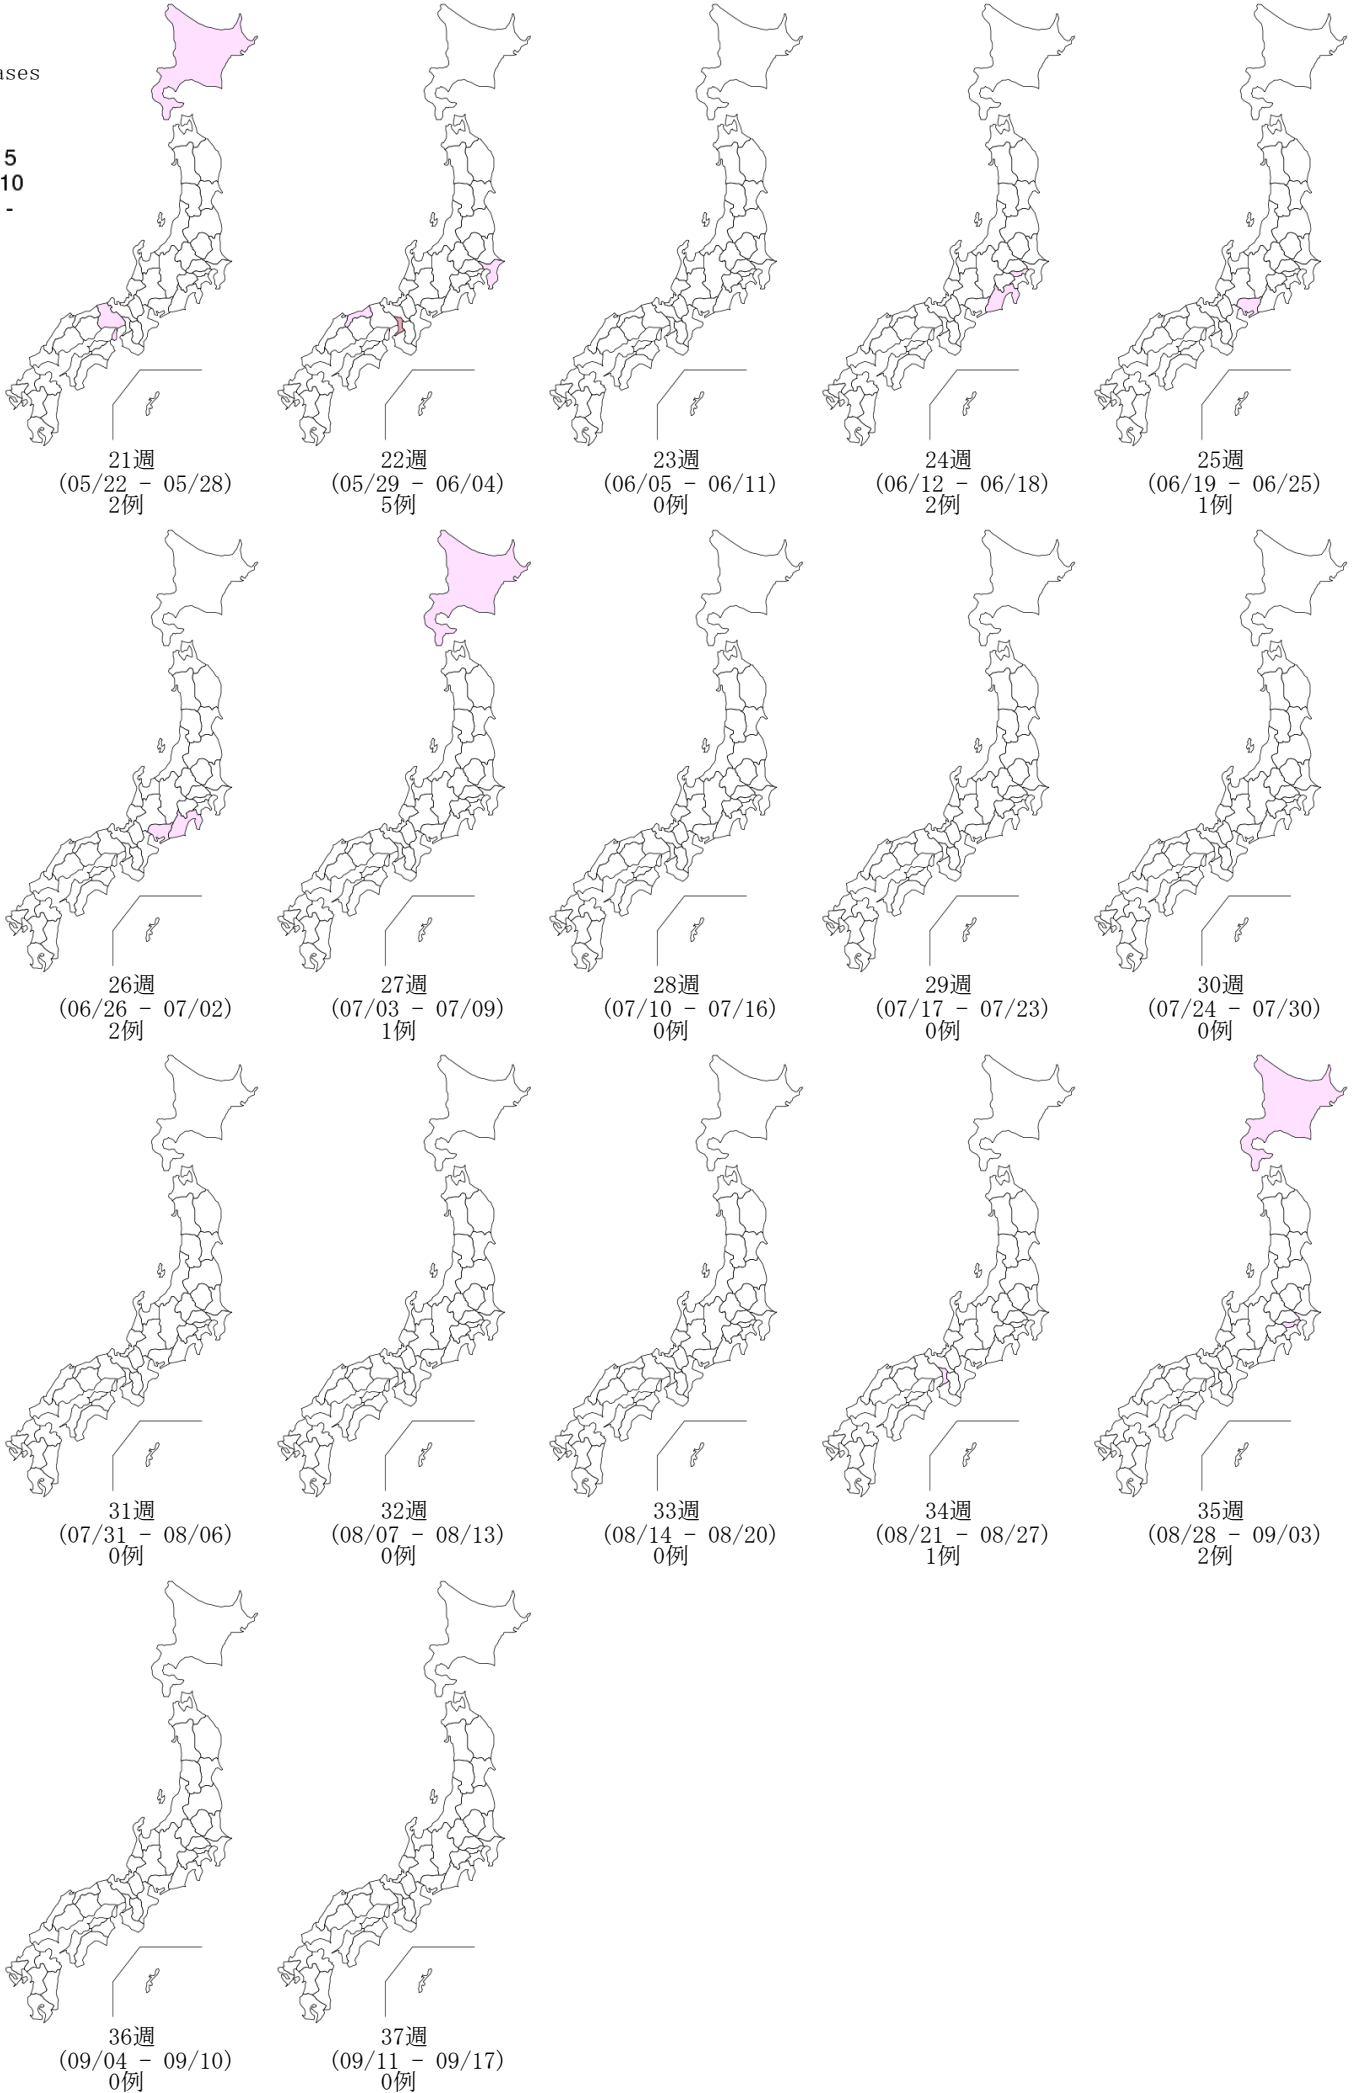 ases
5
10
-
21週
(05/22 - 05/28)
2例
22週
(05/29 - 06/04)
5例
23週
(06/05 - 06/11)
0例
24週
(06/12 - 06/18)
2例
25週
(06/19 - 06/25)
1例
26週
(06/26 - 07/02)
2例
27週
(07/03 - 07/09)
1例
28週
(07/10 - 07/16)
0例
29週
(07/17 - 07/23)
0例
30週
(07/24 - 07/30)
0例
31週
(07/31 - 08/06)
0例
32週
(08/07 - 08/13)
0例
33週
(08/14 - 08/20)
0例
34週
(08/21 - 08/27)
1例
35週
(08/28 - 09/03)
2例
36週
(09/04 - 09/10)
0例
37週
(09/11 - 09/17)
0例